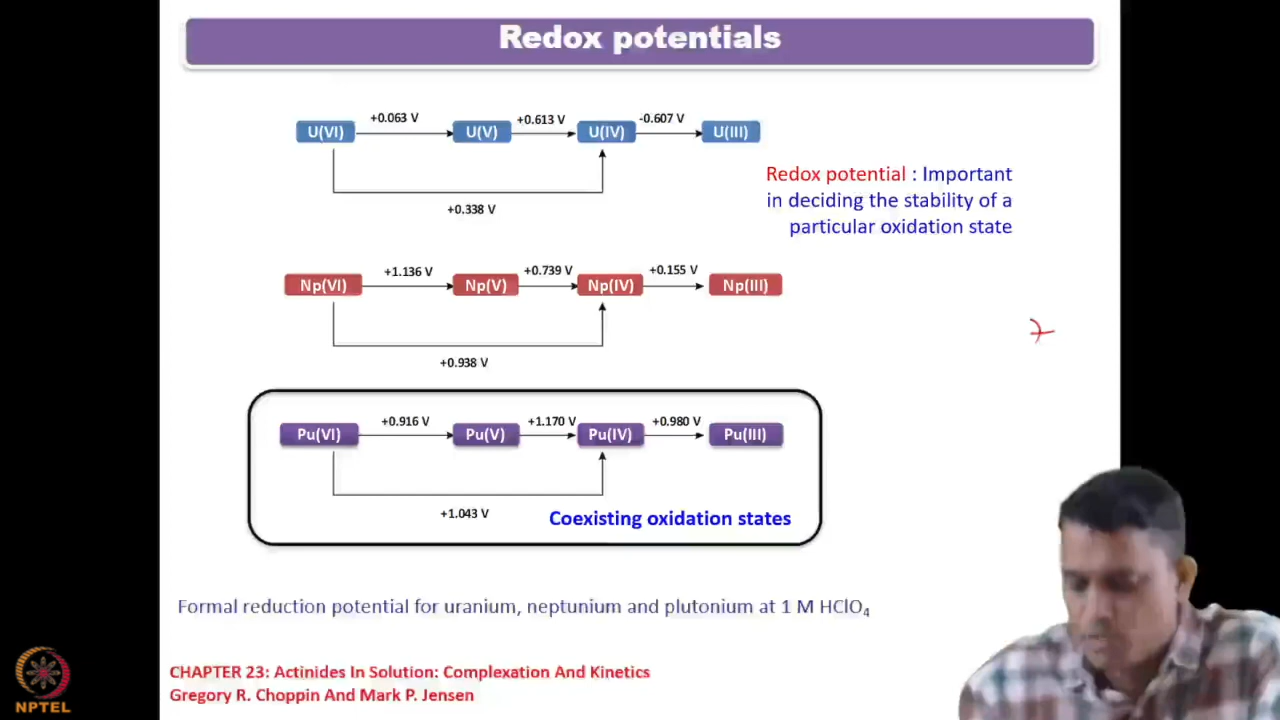 Redox potentials
+0.063 V
+0.613 V
-0.607 V
U(VI)
U(V)
U(IV)
U(III)
+0.338 V
Redox potential : Important
in deciding the stability of a
particular oxidation state
+1.136 V
+0.739 V
+0.155 V
Np(VI)
Np(V)
Np(IV)
Np(III)
+0.938 V
+0.916 V
+1.170 V
+0.980 V
Pu(VI)
Pu(V)
Pu(IV)
Pu(III)
+1.043 V
Coexisting oxidation states
Formal reduction potential for uranium, neptunium and plutonium at 1 M HClO₄
CHAPTER 23: Actinides In Solution: Complexation And Kinetics
Gregory R. Choppin And Mark P. Jensen
NPTEL